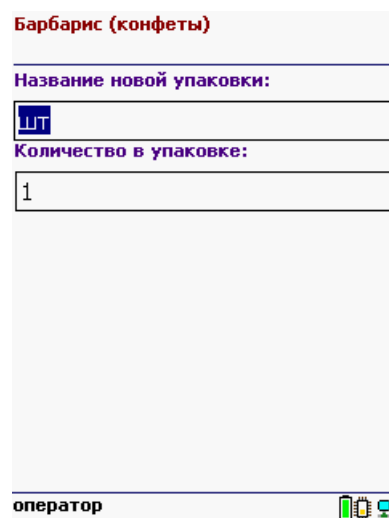 Барбарис (конфеты)
Название новой упаковки:
шт
Количество в упаковке:
1
оператор